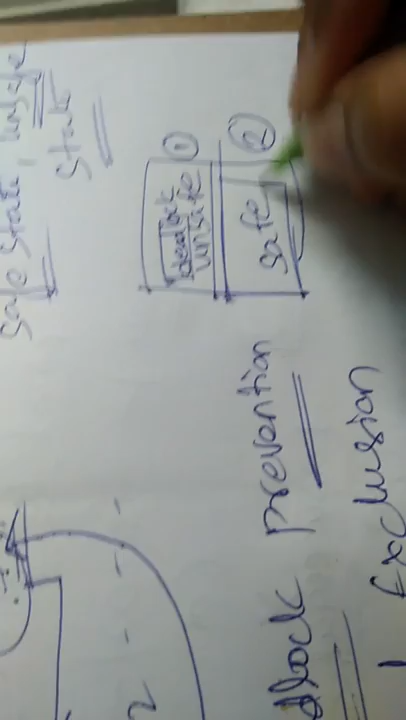 safe state, unsafe
state
①
deadlock
unsafe
②
safe
dlock prevention
l Exclusion